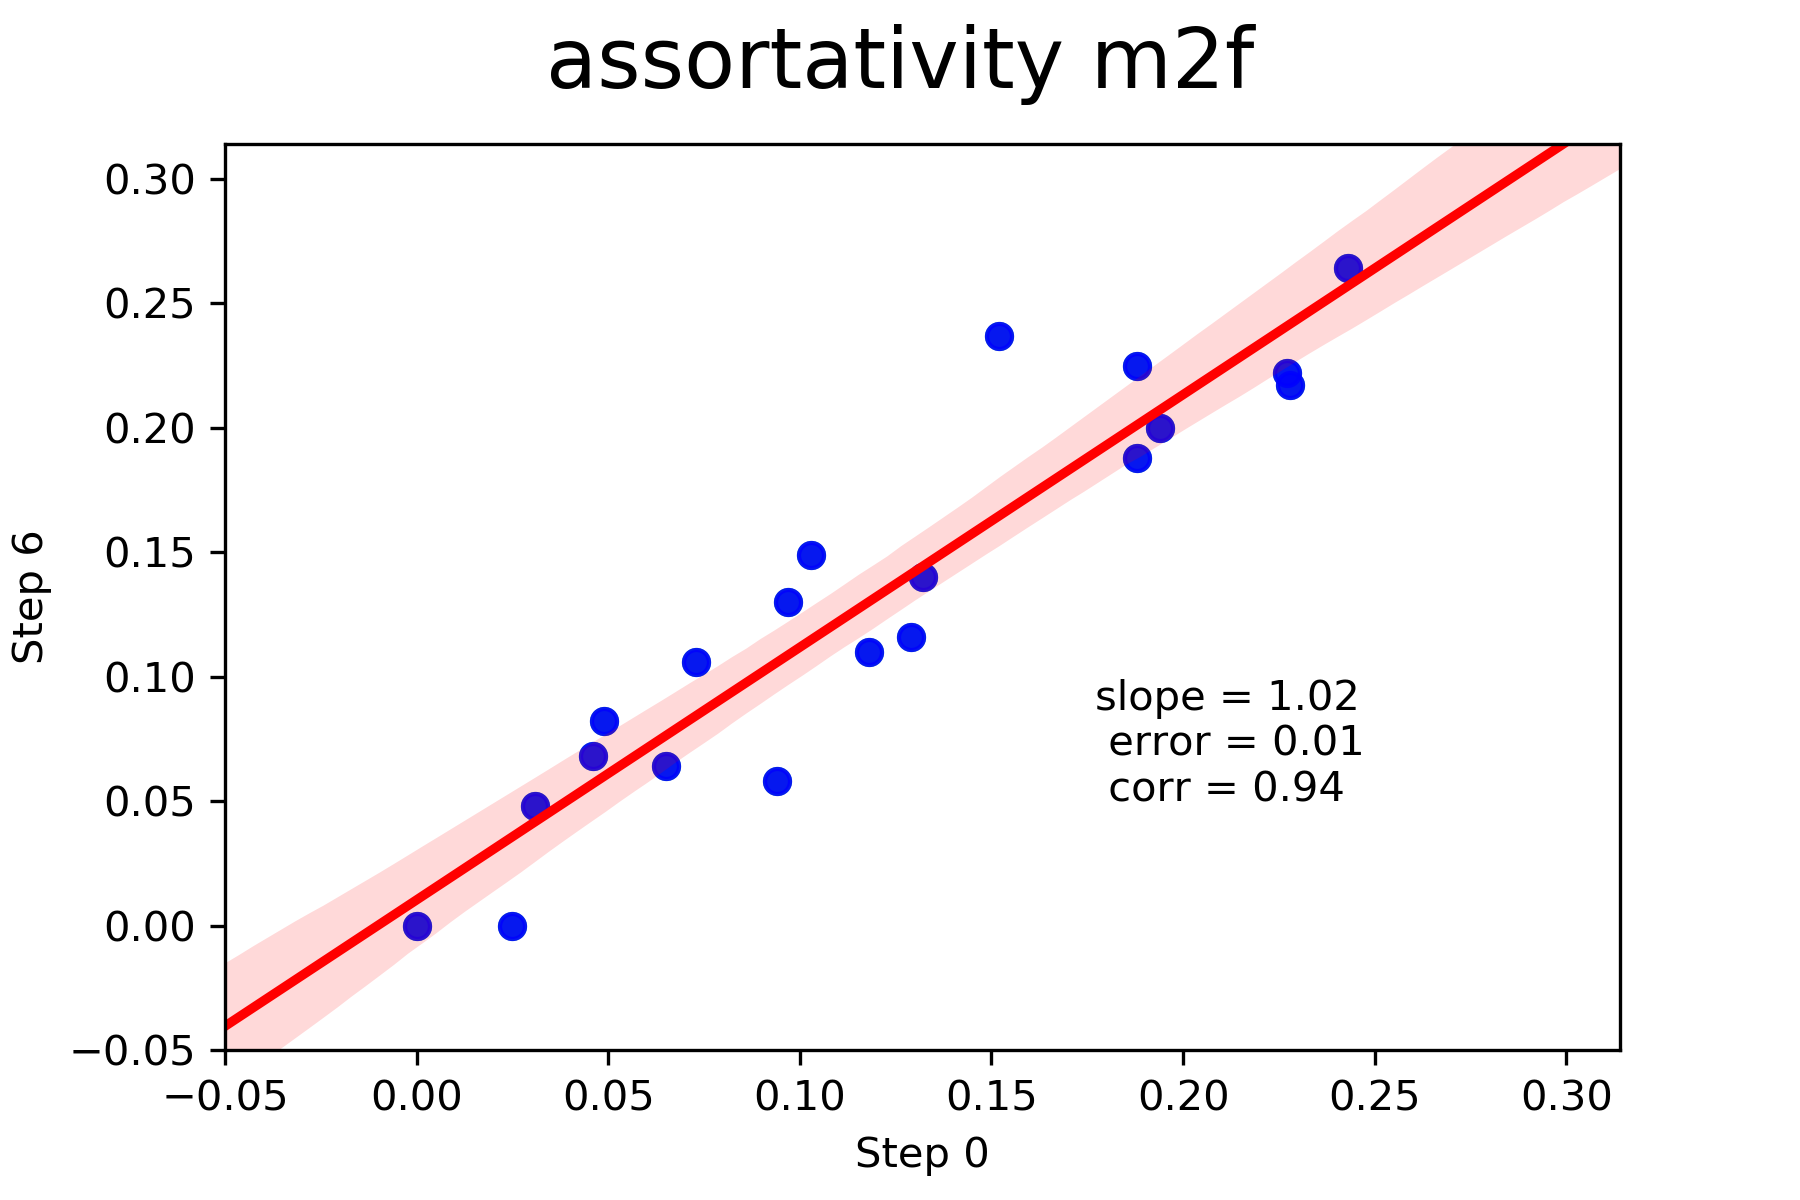 assortativity m2f
0.30
0.25
0.20
0.15
0.10
0.05
0.00
−0.05
Step 6
slope = 1.02
error = 0.01
corr = 0.94
−0.05 0.00 0.05 0.10 0.15 0.20 0.25 0.30
Step 0